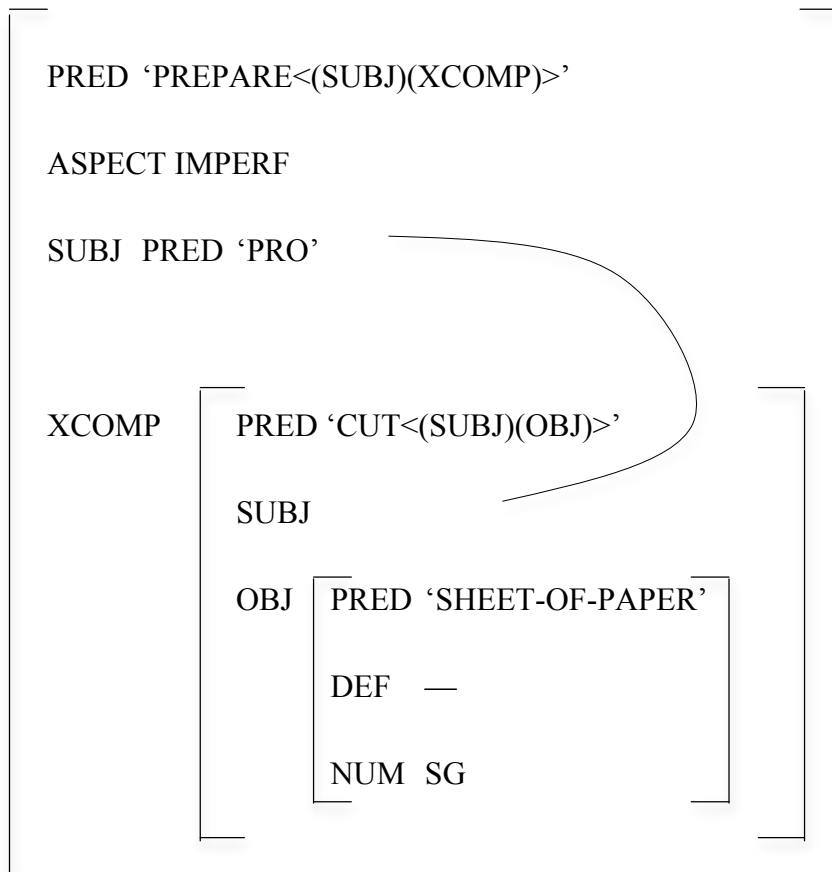 PRED ‘PREPARE<(SUBJ)(XCOMP)>’
ASPECT IMPERF
SUBJ PRED ‘PRO’
XCOMP PRED ‘CUT<(SUBJ)(OBJ)>’
SUBJ
OBJ PRED ‘SHEET-OF-PAPER’
DEF —
NUM SG